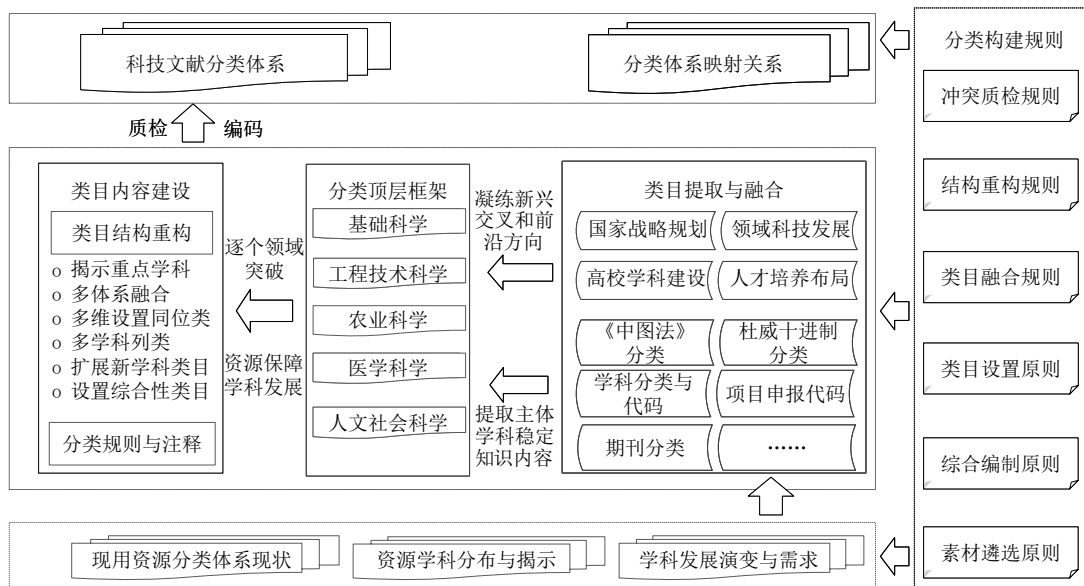 科技文献分类体系
分类体系映射关系
质检
编码
类目内容建设
类目结构重构
o 揭示重点学科
o 多体系融合
o 多维设置同位类
o 多学科列类
o 扩展新学科类目
o 设置综合性类目
分类规则与注释
逐个领域
突破
资源保障
学科发展
分类顶层框架
基础科学
工程技术科学
农业科学
医学科学
人文社会科学
凝练新兴
交叉和前
沿方向
提取主体
学科稳定
知识内容
类目提取与融合
国家战略规划
领域科技发展
高校学科建设
人才培养布局
《中图法》
分类
杜威十进制
分类
学科分类与
代码
项目申报代码
期刊分类
……
现用资源分类体系现状
资源学科分布与揭示
学科发展演变与需求
分类构建规则
冲突质检规则
结构重构规则
类目融合规则
类目设置原则
综合编制原则
素材遴选原则